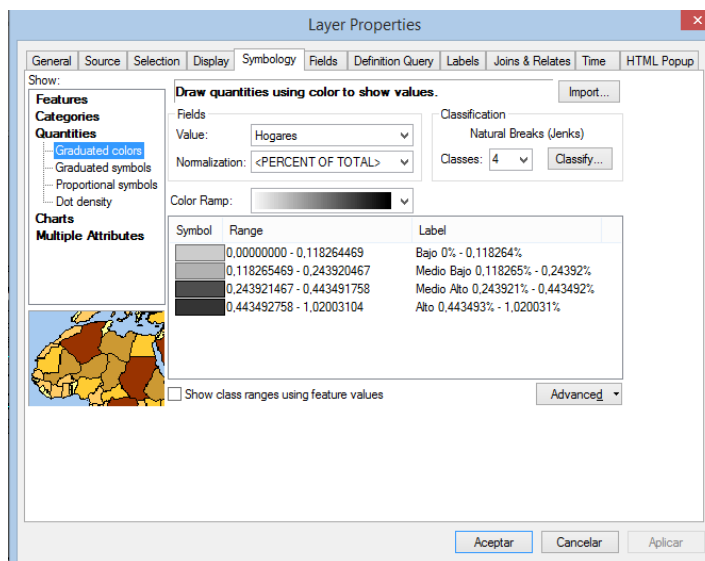 Layer Properties
x
General Source Selection Display Symbology Fields Definition Query Labels Joins & Relates Time HTML Popup
Show:
Features
Categories
Quantities
Graduated colors
Graduated symbols
Proportional symbols
Dot density
Charts
Multiple Attributes
Draw quantities using color to show values.
Import...
Fields
Value: Hogares
Normalization: <PERCENT OF TOTAL>
Classification
Natural Breaks (Jenks)
Classes: 4 Classify...
Color Ramp:
Symbol Range Label
0,00000000 - 0,118264469 Bajo 0% - 0,118264%
0,118265469 - 0,243920467 Medio Bajo 0,118265% - 0,24392%
0,243921467 - 0,443491758 Medio Alto 0,243921% - 0,443492%
0,443492758 - 1,02003104 Alto 0,443493% - 1,020031%
Show class ranges using feature values
Advanced
Aceptar Cancelar Aplicar